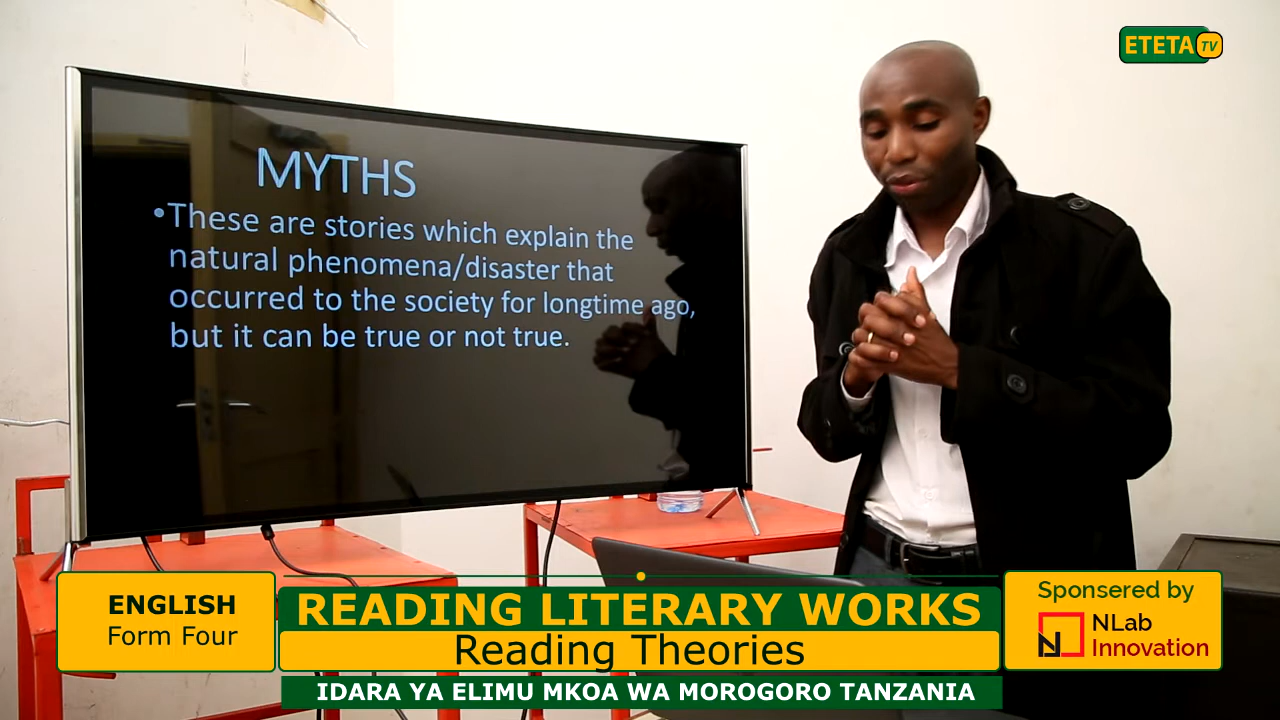 ETETA TV
MYTHS
•These are stories which explain the
natural phenomena/disaster that
occurred to the society for longtime ago,
but it can be true or not true.
ENGLISH
Form Four
READING LITERARY WORKS
Reading Theories
IDARA YA ELIMU MKOA WA MOROGORO TANZANIA
Sponsered by
NLab
Innovation